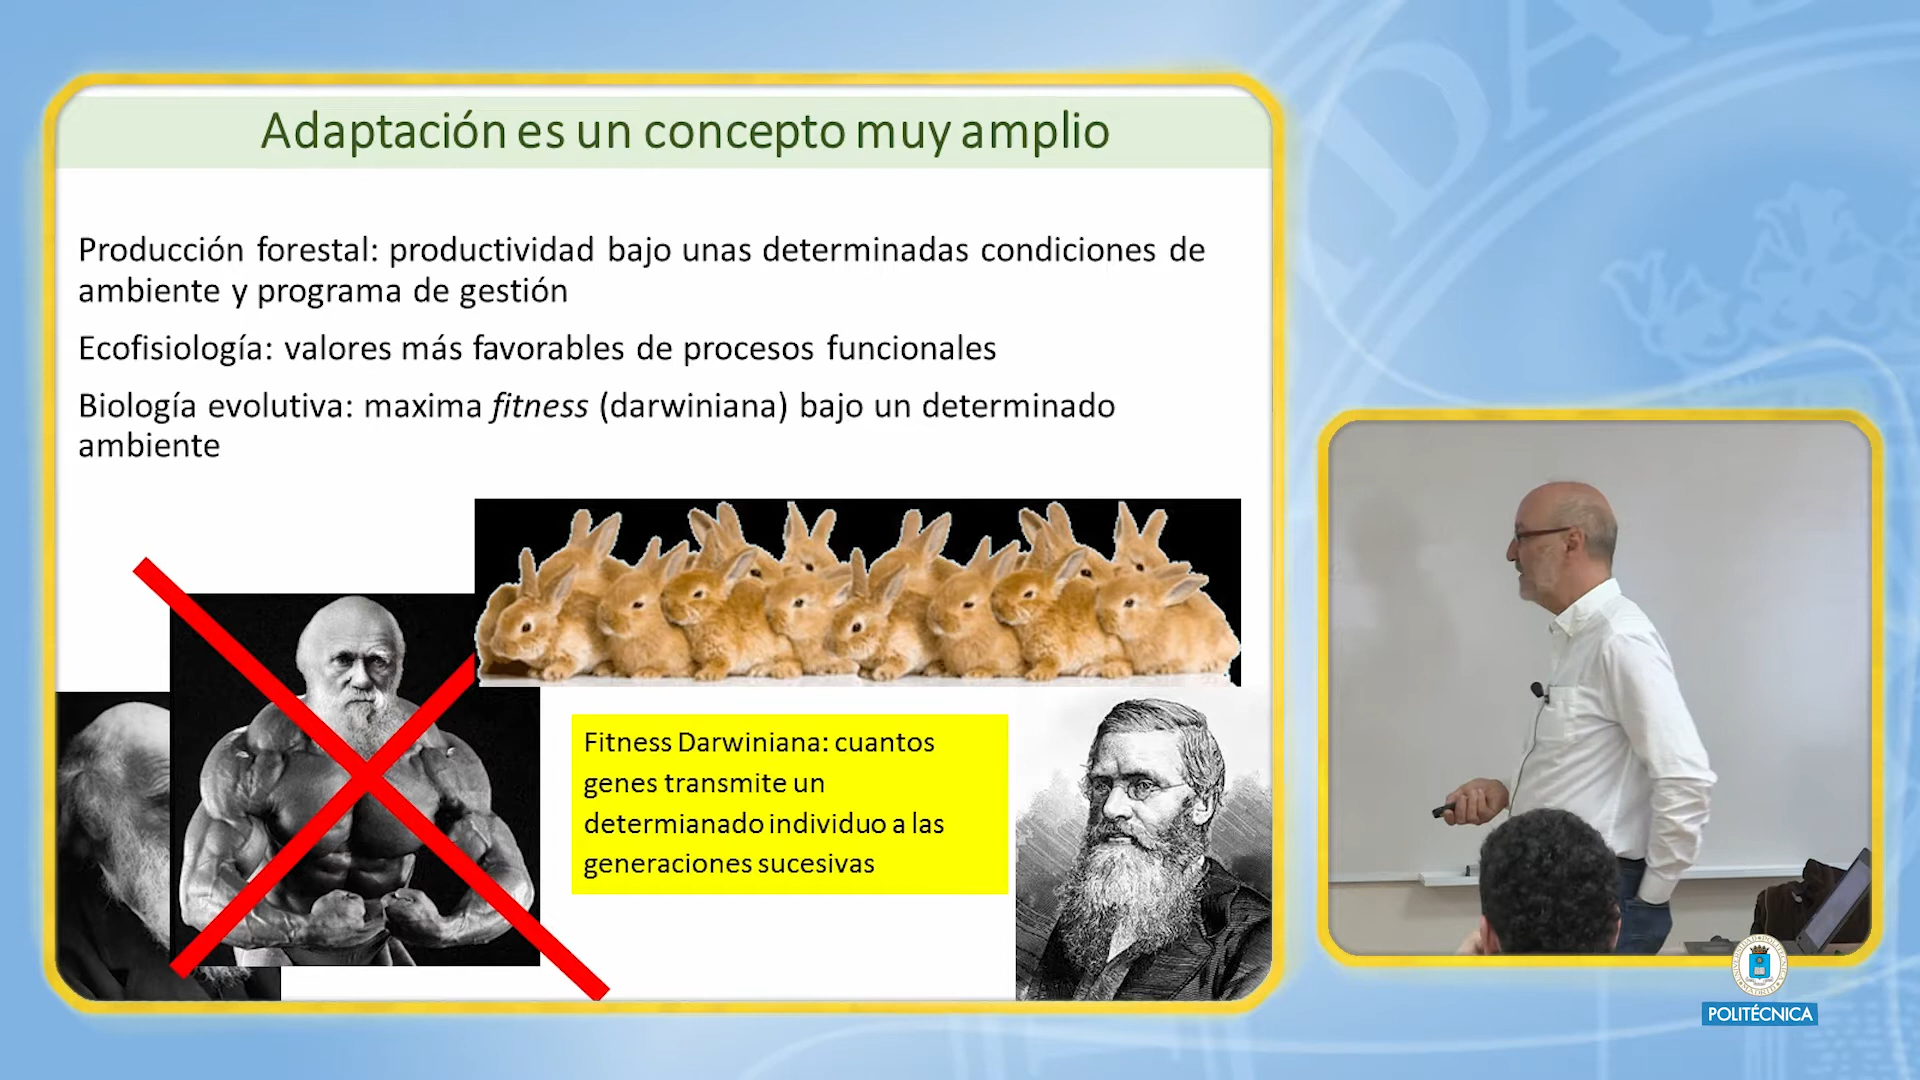 Adaptación es un concepto muy amplio
Producción forestal: productividad bajo unas determinadas condiciones de
ambiente y programa de gestión
Ecofisiología: valores más favorables de procesos funcionales
Biología evolutiva: maxima fitness (darwiniana) bajo un determinado
ambiente
Fitness Darwiniana: cuantos
genes transmite un
determianado individuo a las
generaciones sucesivas
POLITÉCNICA